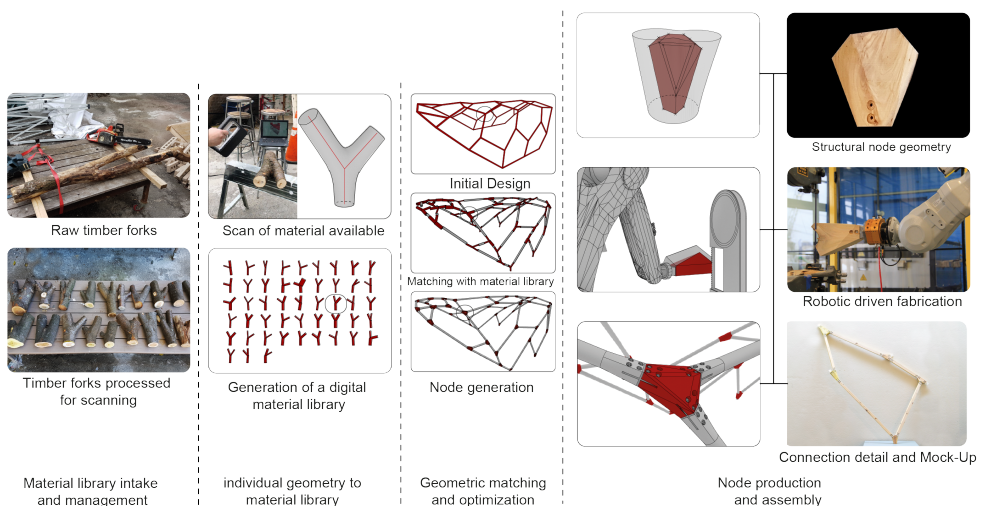 Raw timber forks
Timber forks processed
for scanning
Material library intake
and management
Scan of material available
Generation of a digital
material library
individual geometry to
material library
Initial Design
Matching with material library
Node generation
Geometric matching
and optimization
Structural node geometry
Robotic driven fabrication
Connection detail and Mock-Up
Node production
and assembly